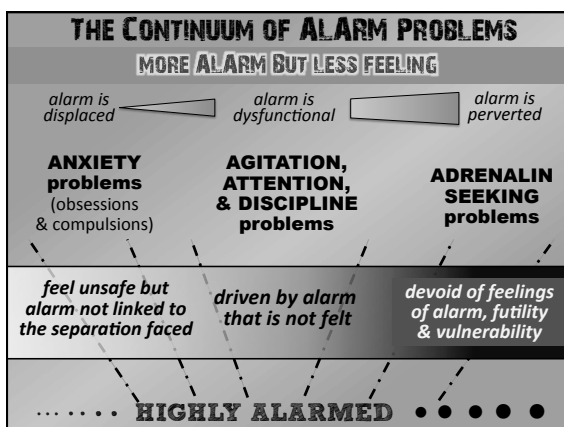 THE CONTINUUM OF ALARM PROBLEMS
MORE ALARM BUT LESS FEELING
alarm is
displaced
alarm is
dysfunctional
alarm is
perverted
ANXIETY
problems
(obsessions
& compulsions)
AGITATION,
ATTENTION,
& DISCIPLINE
problems
ADRENALIN
SEEKING
problems
feel unsafe but
alarm not linked to
the separation faced
driven by alarm
that is not felt
devoid of feelings
of alarm, futility
& vulnerability
HIGHLY ALARMED